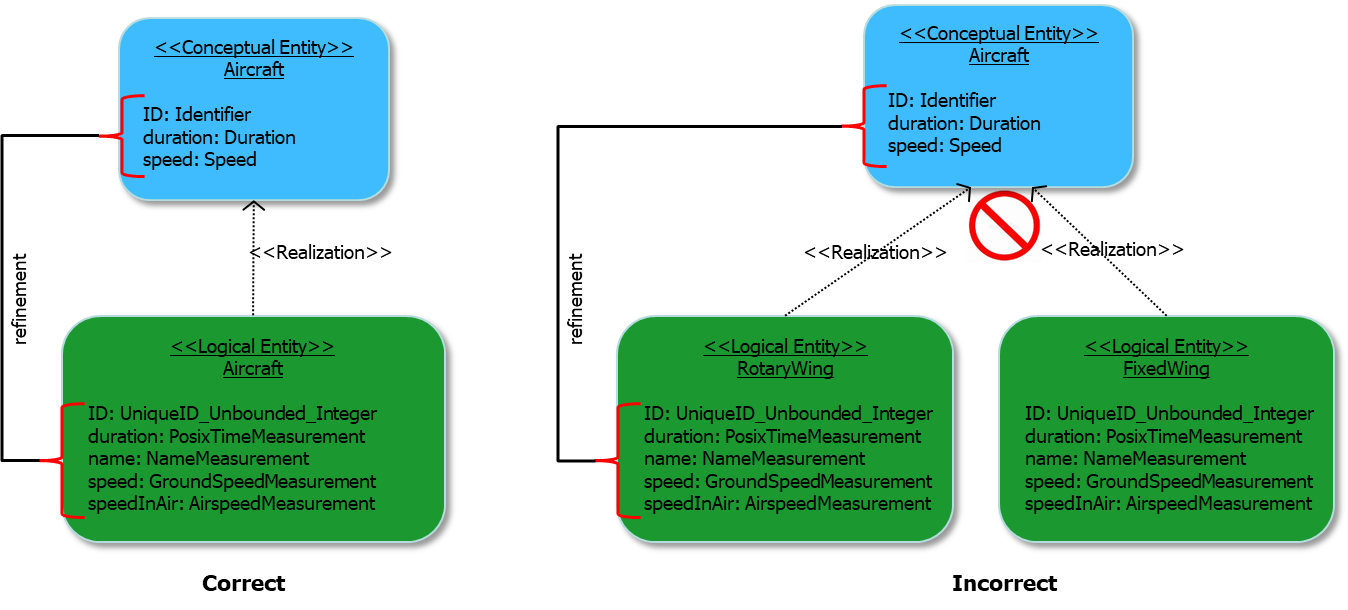 <<Conceptual Entity>>
Aircraft
ID: Identifier
duration: Duration
speed: Speed
refinement
<<Realization>>
<<Logical Entity>>
Aircraft
ID: UniqueID_Unbounded_Integer
duration: PosixTimeMeasurement
name: NameMeasurement
speed: GroundSpeedMeasurement
speedInAir: AirspeedMeasurement
Correct
<<Conceptual Entity>>
Aircraft
ID: Identifier
duration: Duration
speed: Speed
refinement
<<Realization>>
<<Realization>>
<<Logical Entity>>
RotaryWing
ID: UniqueID_Unbounded_Integer
duration: PosixTimeMeasurement
name: NameMeasurement
speed: GroundSpeedMeasurement
speedInAir: AirspeedMeasurement
<<Logical Entity>>
FixedWing
ID: UniqueID_Unbounded_Integer
duration: PosixTimeMeasurement
name: NameMeasurement
speed: GroundSpeedMeasurement
speedInAir: AirspeedMeasurement
Incorrect